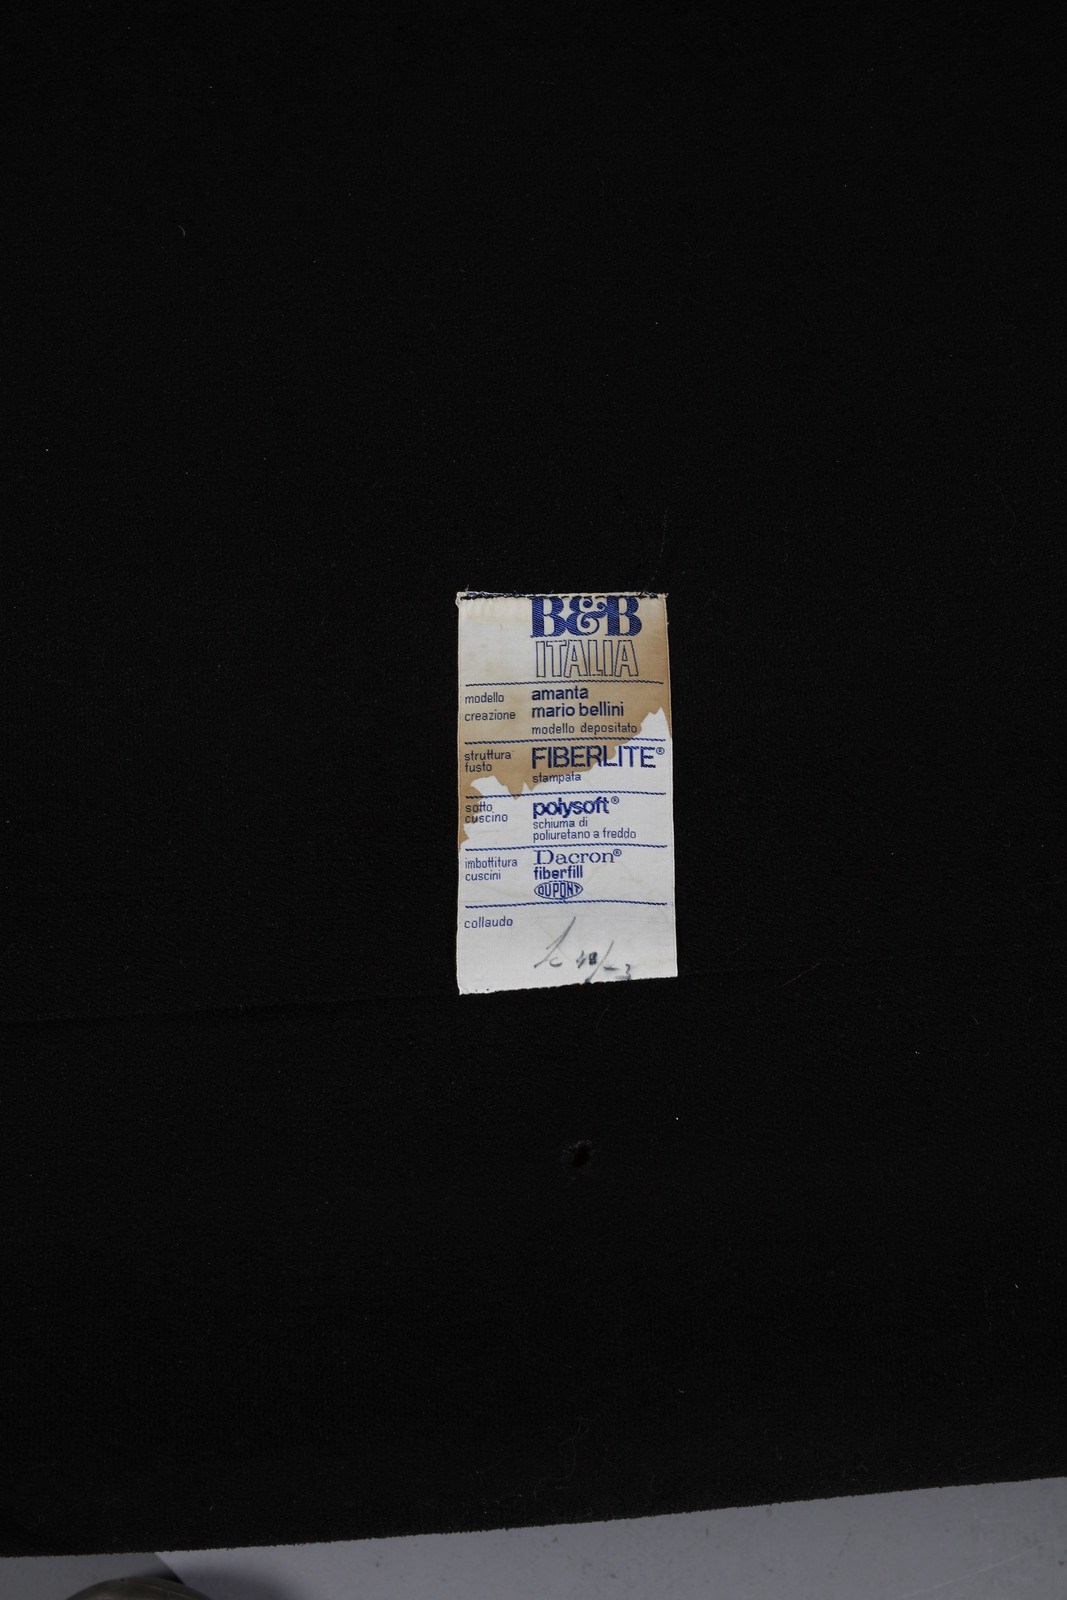 B&B
ITALIA
modello amanta
creazione mario bellini
modello depositato
struttura fusto FIBERLITE®
stampata
sotto cuscino polysoft®
schiuma di
poliuretano a freddo
imbottitura cuscini Dacron®
fiberfill
DUPONT
collaudo